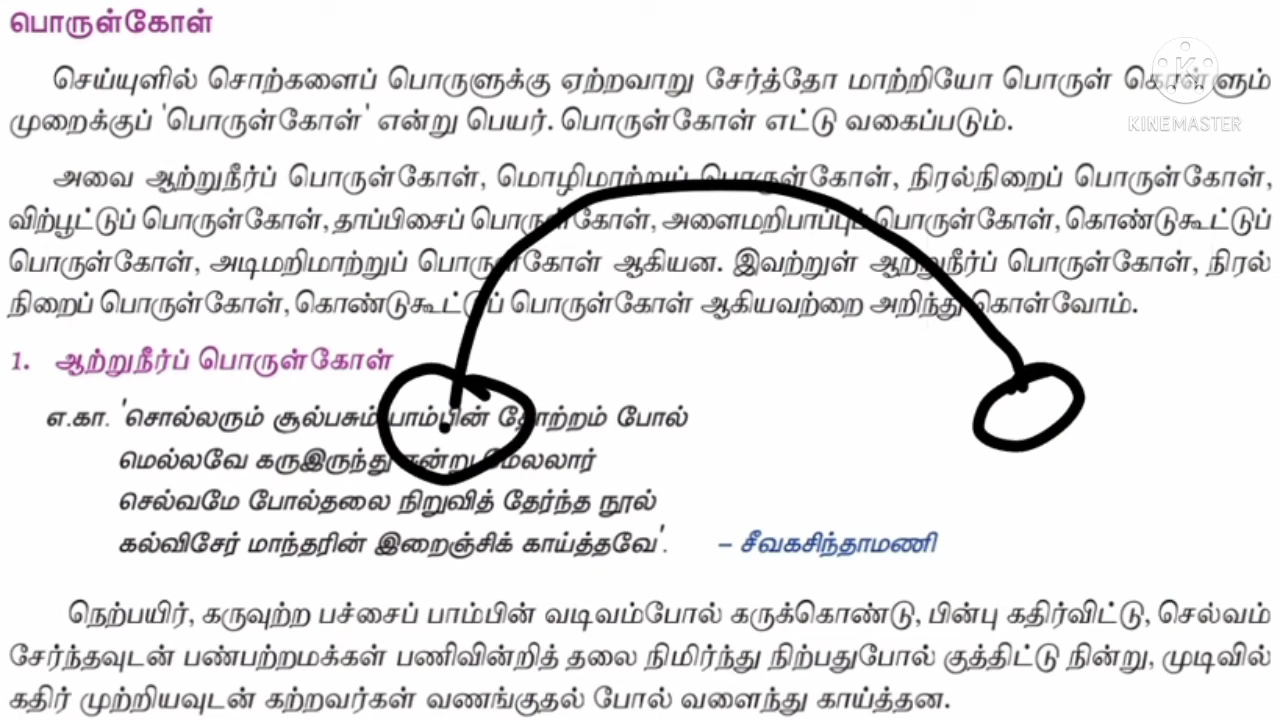 பொருள்கோள்
செய்யுளில் சொற்களைப் பொருளுக்கு ஏற்றவாறு சேர்த்தோ மாற்றியோ பொருள் கொள்ளும்
முறைக்குப் 'பொருள்கோள்' என்று பெயர். பொருள்கோள் எட்டு வகைப்படும்.
KINEMASTER
அவை ஆற்றுநீர்ப் பொருள்கோள், மொழிமாற்றுப் பொருள்கோள், நிரல்நிறைப் பொருள்கோள்,
விற்பூட்டுப் பொருள்கோள், தாப்பிசைப் பொருள்கோள், அளைமறிபாப்புப் பொருள்கோள், கொண்டுகூட்டுப்
பொருள்கோள், அடிமறிமாற்றுப் பொருள்கோள் ஆகியன. இவற்றுள் ஆற்றுநீர்ப் பொருள்கோள், நிரல்
நிறைப் பொருள்கோள், கொண்டுகூட்டுப் பொருள்கோள் ஆகியவற்றை அறிந்து கொள்வோம்.
1. ஆற்றுநீர்ப் பொருள்கோள்
எ.கா. 'சொல்லரும் சூல்பசும் பாம்பின் தோற்றம் போல்
மெல்லவே கருஇருந்து ஈன்று மேலலார்
செல்வமே போல்தலை நிறுவித் தேர்ந்த நூல்
கல்விசேர் மாந்தரின் இறைஞ்சிக் காய்த்தவே'. – சீவகசிந்தாமணி
நெற்பயிர், கருவுற்ற பச்சைப் பாம்பின் வடிவம்போல் கருக்கொண்டு, பின்பு கதிர்விட்டு, செல்வம்
சேர்ந்தவுடன் பண்பற்றமக்கள் பணிவின்றித் தலை நிமிர்ந்து நிற்பதுபோல் குத்திட்டு நின்று, முடிவில்
கதிர் முற்றியவுடன் கற்றவர்கள் வணங்குதல் போல் வளைந்து காய்த்தன.